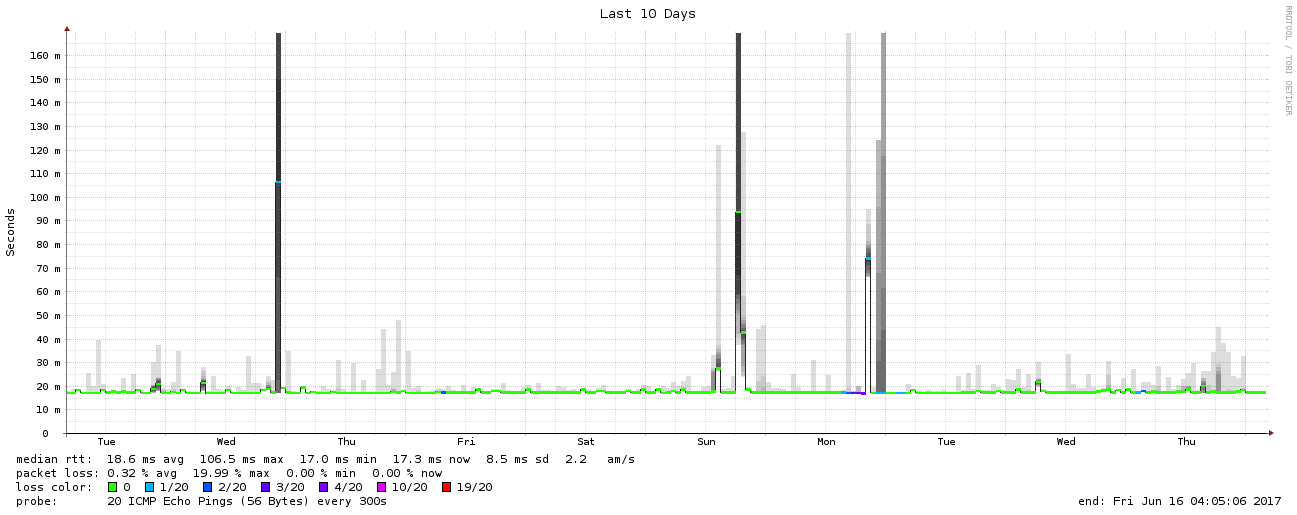 Last 10 Days
RRDTOOL / TOBI OETIKER
Seconds
160 m
150 m
140 m
130 m
120 m
110 m
100 m
90 m
80 m
70 m
60 m
50 m
40 m
30 m
20 m
10 m
0
Tue Wed Thu Fri Sat Sun Mon Tue Wed Thu
median rtt: 18.6 ms avg 106.5 ms max 17.0 ms min 17.3 ms now 8.5 ms sd 2.2 am/s
packet loss: 0.32 % avg 19.99 % max 0.00 % min 0.00 % now
loss color: 0 1/20 2/20 3/20 4/20 10/20 19/20
probe: 20 ICMP Echo Pings (56 Bytes) every 300s end: Fri Jun 16 04:05:06 2017